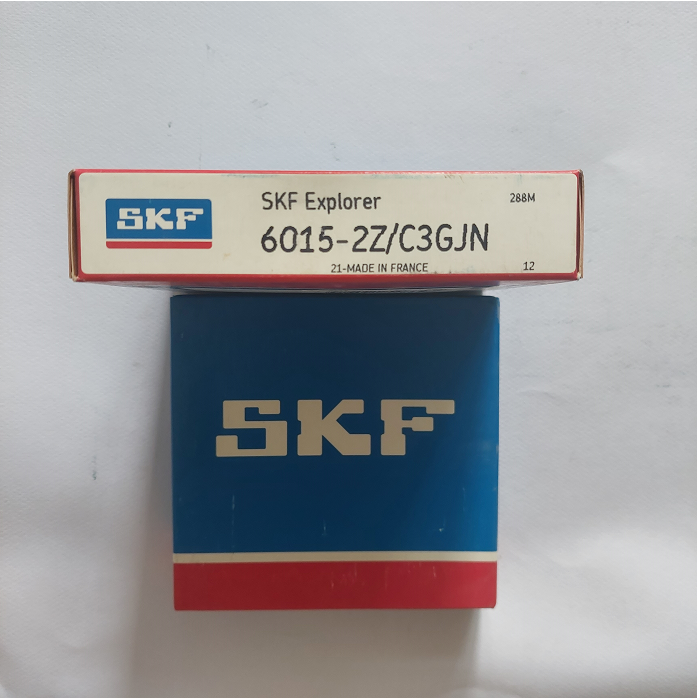 SKF
SKF Explorer
288M
6015-2Z/C3GJN
21-MADE IN FRANCE
12
SKF